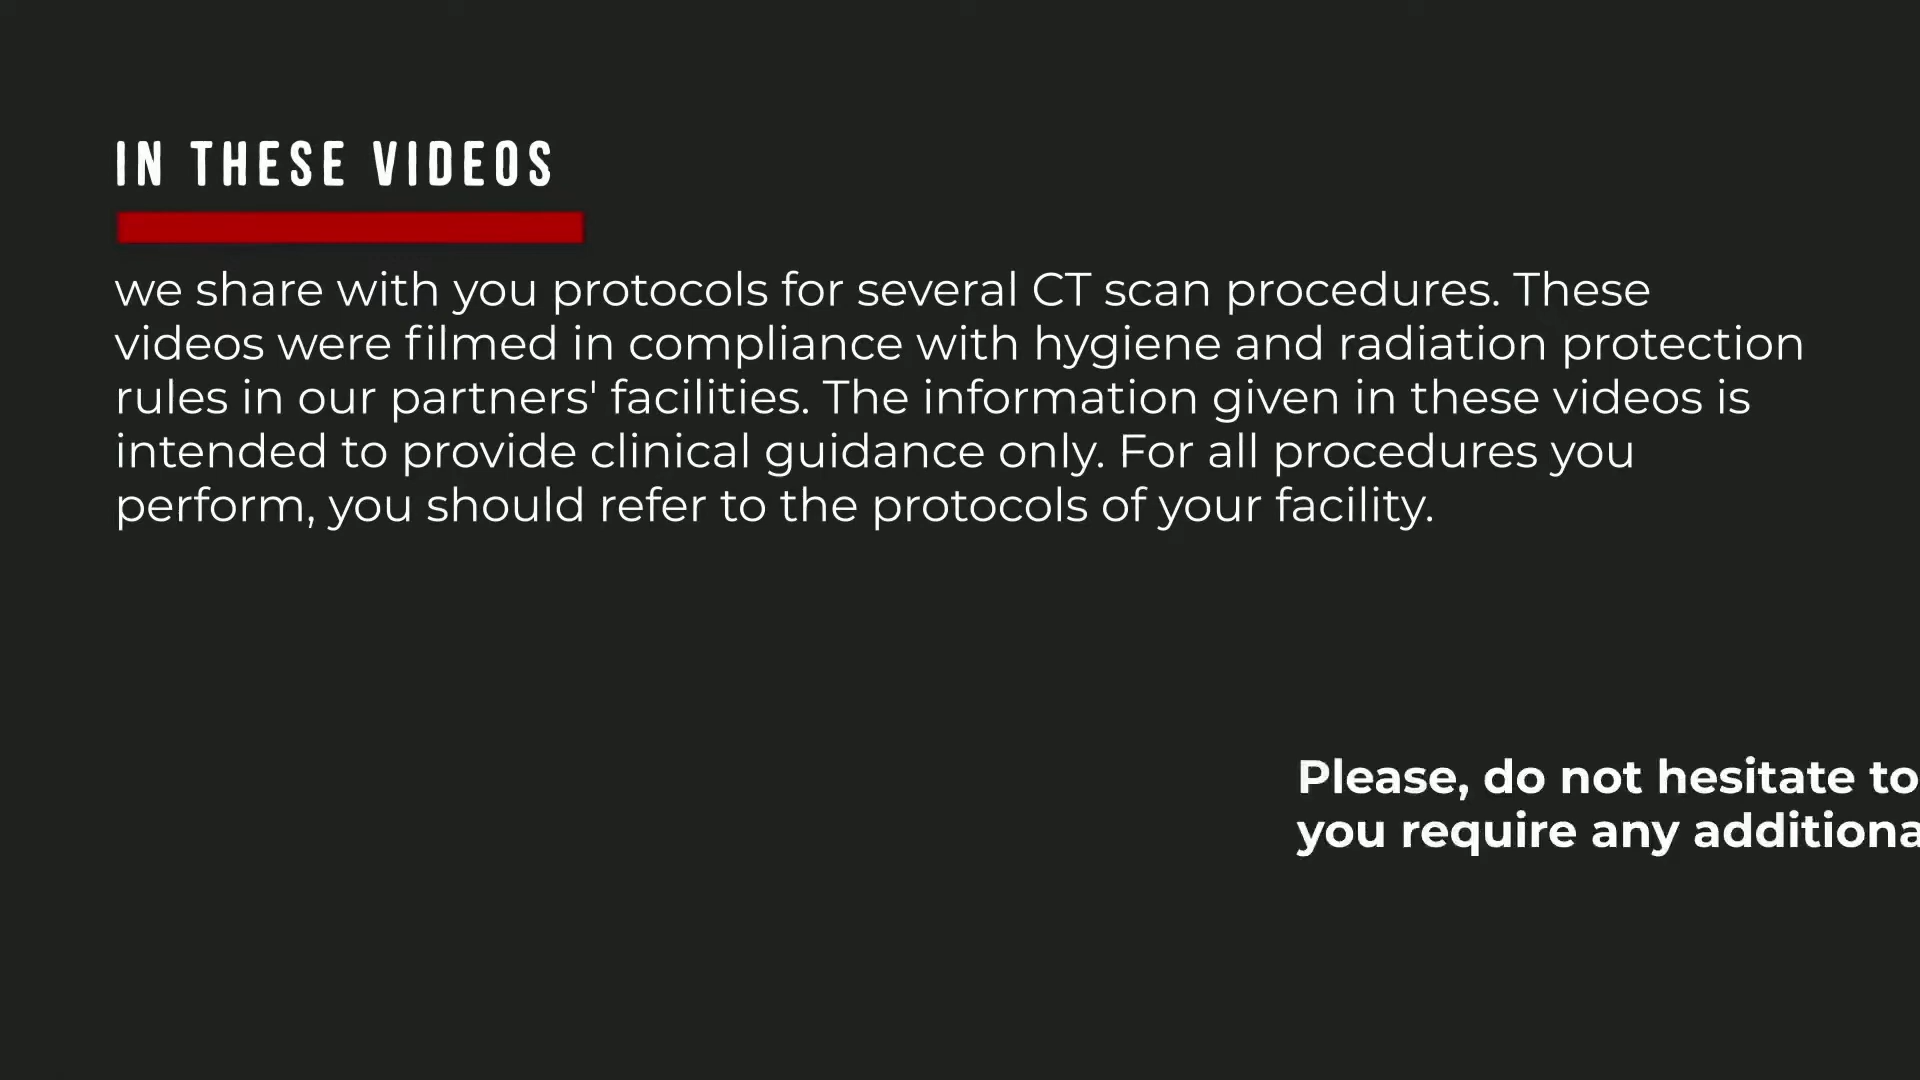 IN THESE VIDEOS
we share with you protocols for several CT scan procedures. These
videos were filmed in compliance with hygiene and radiation protection
rules in our partners' facilities. The information given in these videos is
intended to provide clinical guidance only. For all procedures you
perform, you should refer to the protocols of your facility.
Please, do not hesitate to
you require any